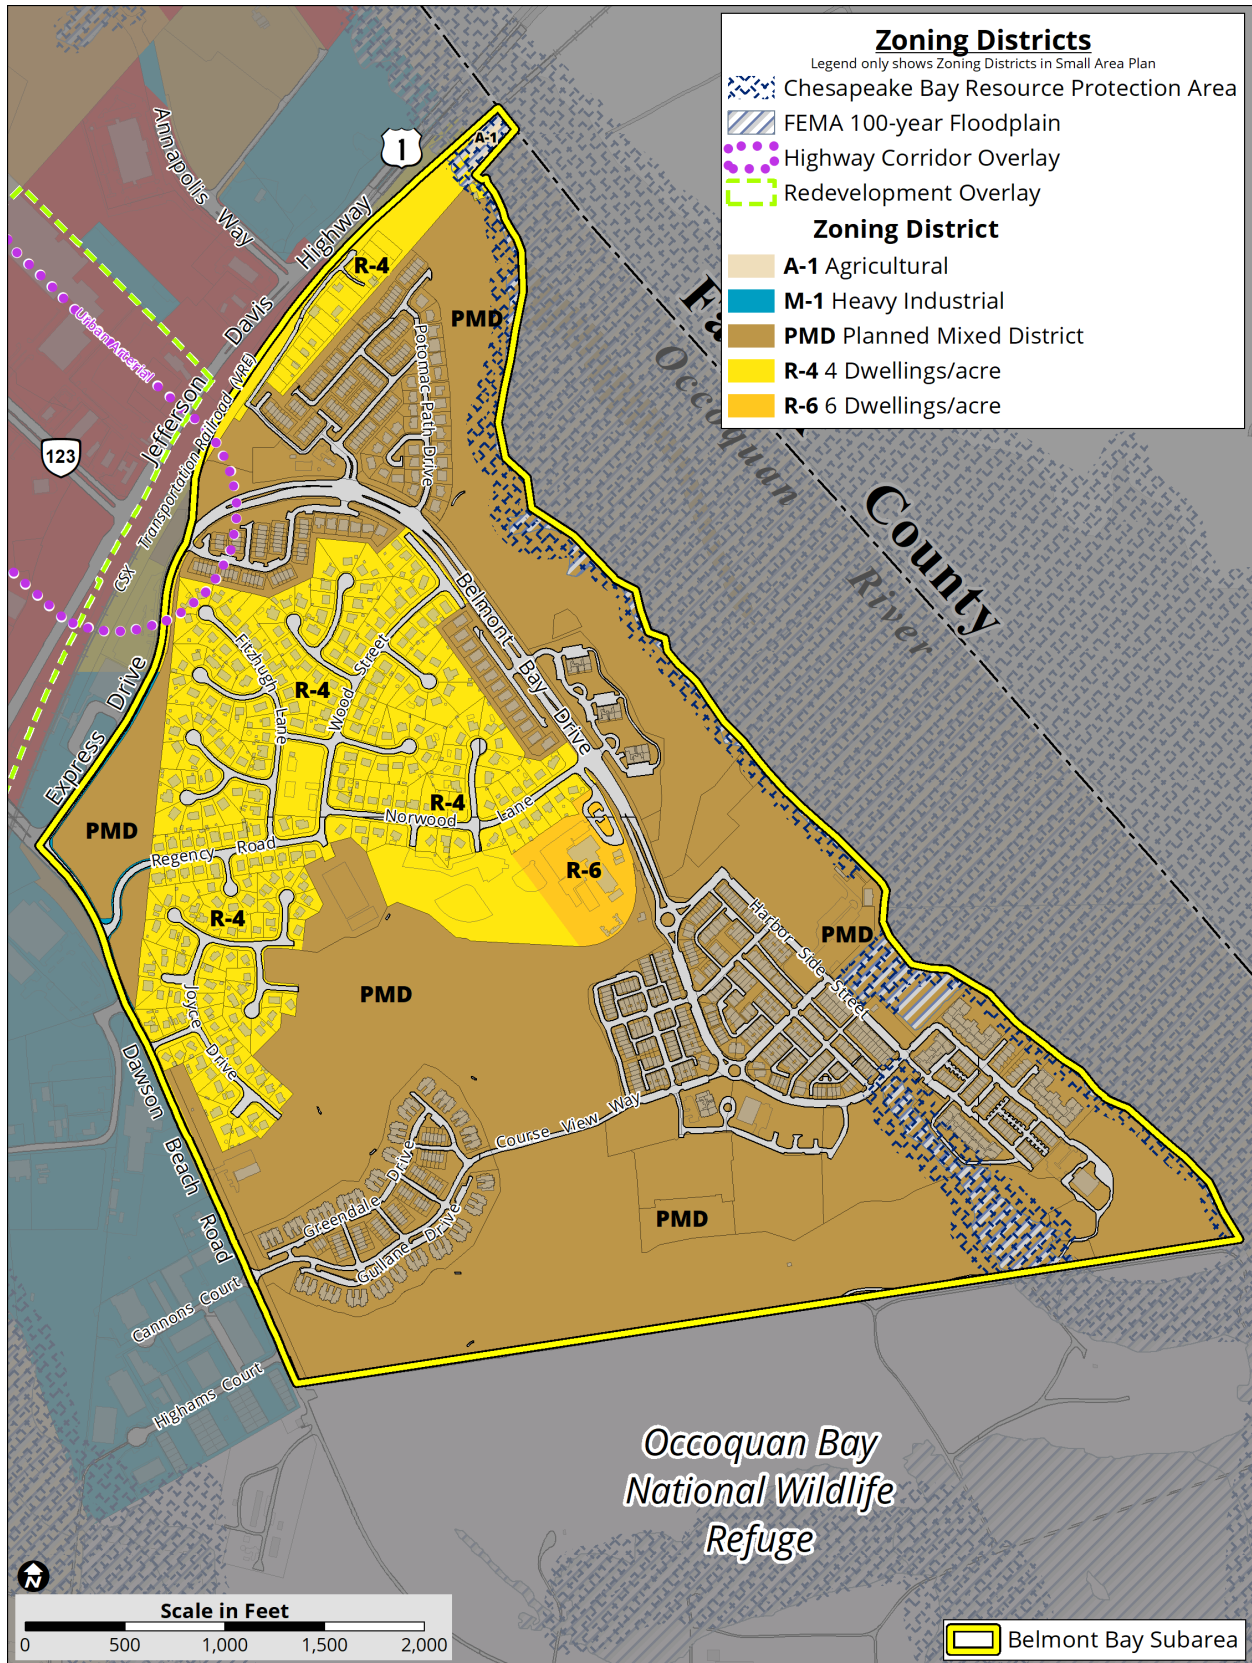 Zoning Districts
Legend only shows Zoning Districts in Small Area Plan
Chesapeake Bay Resource Protection Area
FEMA 100-year Floodplain
Highway Corridor Overlay
Redevelopment Overlay
Zoning District
A-1 Agricultural
M-1 Heavy Industrial
PMD Planned Mixed District
R-4 4 Dwellings/acre
R-6 6 Dwellings/acre
Annapolis Way
1
A-1
Jefferson Davis Highway
R-4
PMD
Potomac Path Drive
Urban Arterial
CSX Transportation Railroad (VRE)
123
County
Occoquan River
Belmont Bay Drive
Fitzhugh Lane
Wood Street
R-4
Express Drive
R-4
Norwood Lane
PMD
Regency Road
R-6
R-4
Harbor Side Street
PMD
PMD
Joyce Drive
Dawson Beach Road
Course View Way
Greendale Drive
Gullane Drive
PMD
Cannons Court
Highams Court
Occoquan Bay
National Wildlife
Refuge
N
Scale in Feet
0 500 1,000 1,500 2,000
Belmont Bay Subarea